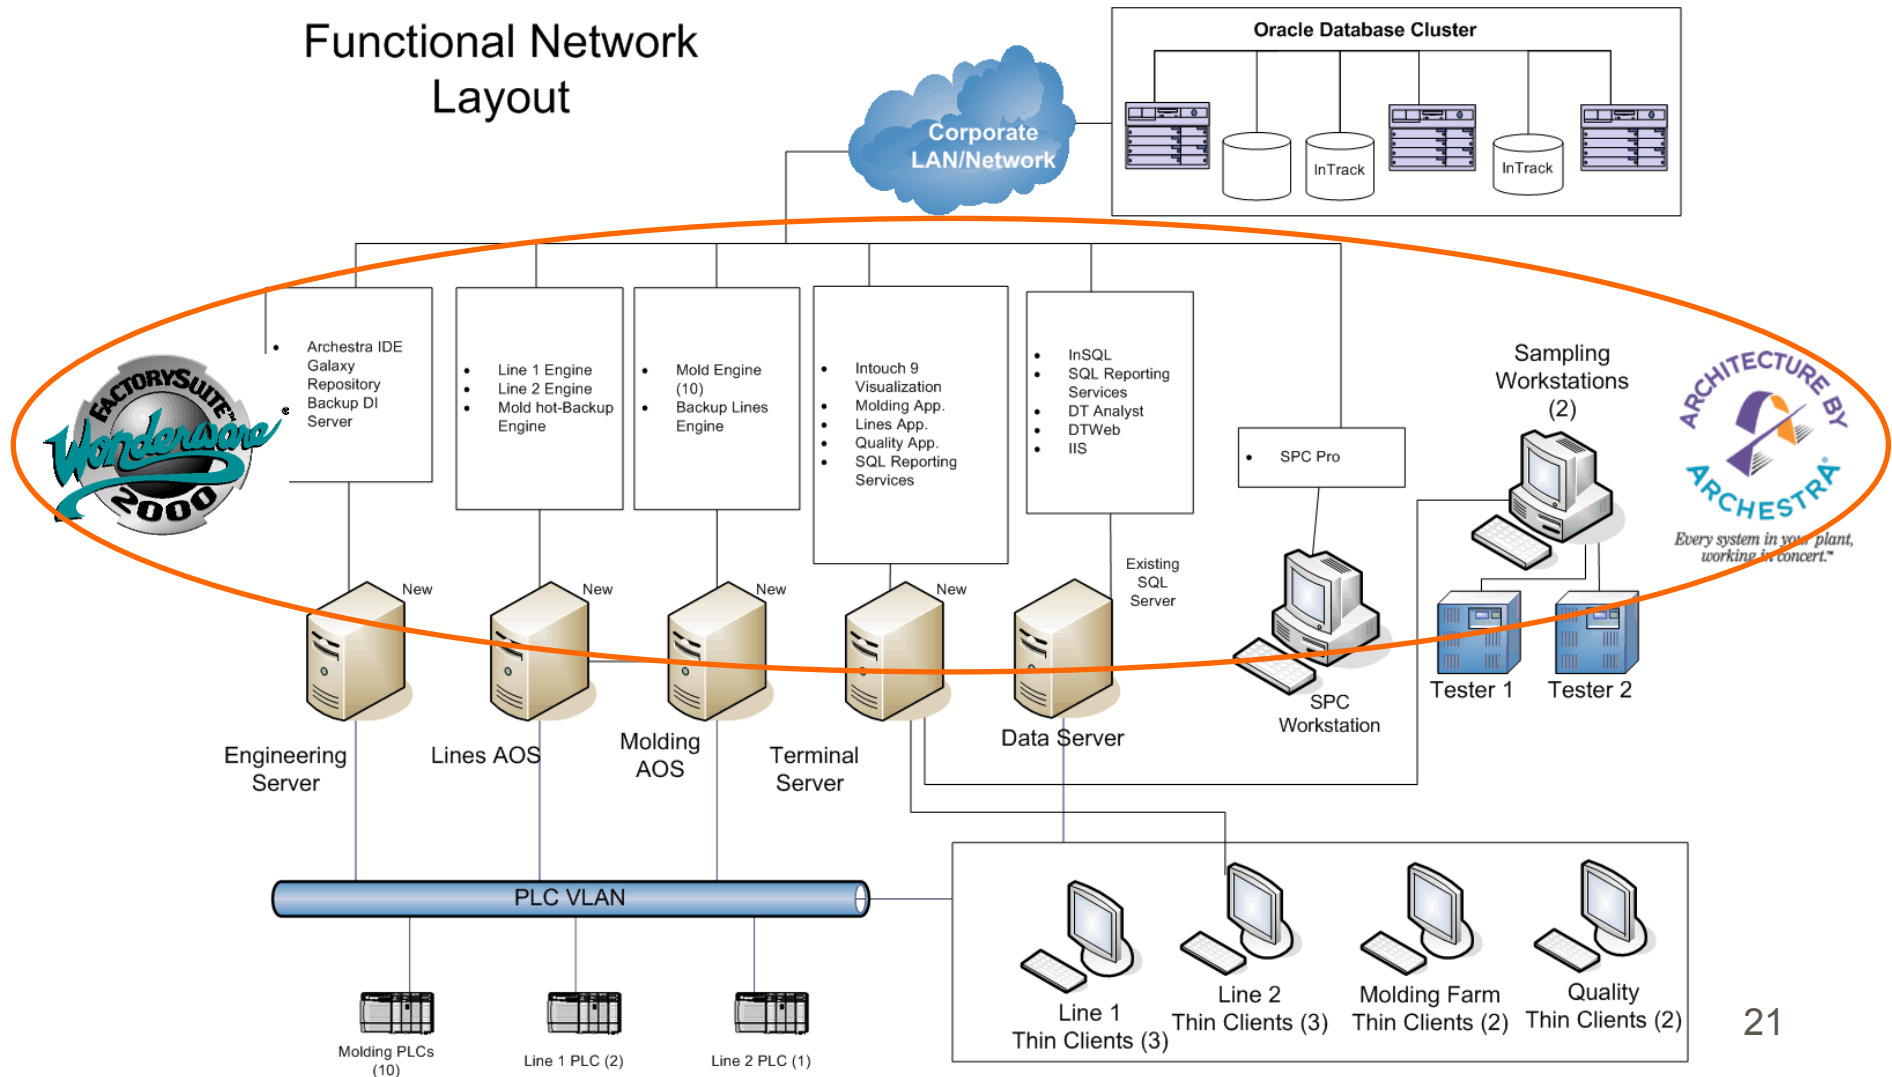 Functional Network
Layout
Oracle Database Cluster
Corporate
LAN/Network
InTrack
InTrack
FACTORYSUITE™
Wonderware
2000
• Archestra IDE
Galaxy
Repository
Backup DI
Server
• Line 1 Engine
• Line 2 Engine
• Mold hot-Backup
Engine
• Mold Engine
(10)
• Backup Lines
Engine
• Intouch 9
Visualization
• Molding App.
• Lines App.
• Quality App.
• SQL Reporting
Services
• InSQL
• SQL Reporting
Services
• DT Analyst
• DTWeb
• IIS
• SPC Pro
Sampling
Workstations
(2)
ARCHITECTURE BY
ARCHESTRA®
Every system in your plant,
working in concert.™
New
New
New
New
Existing
SQL
Server
Engineering
Server
Lines AOS
Molding
AOS
Terminal
Server
Data Server
SPC
Workstation
Tester 1
Tester 2
PLC VLAN
Molding PLCs
(10)
Line 1 PLC (2)
Line 2 PLC (1)
Line 1
Thin Clients (3)
Line 2
Thin Clients (3)
Molding Farm
Thin Clients (2)
Quality
Thin Clients (2)
21